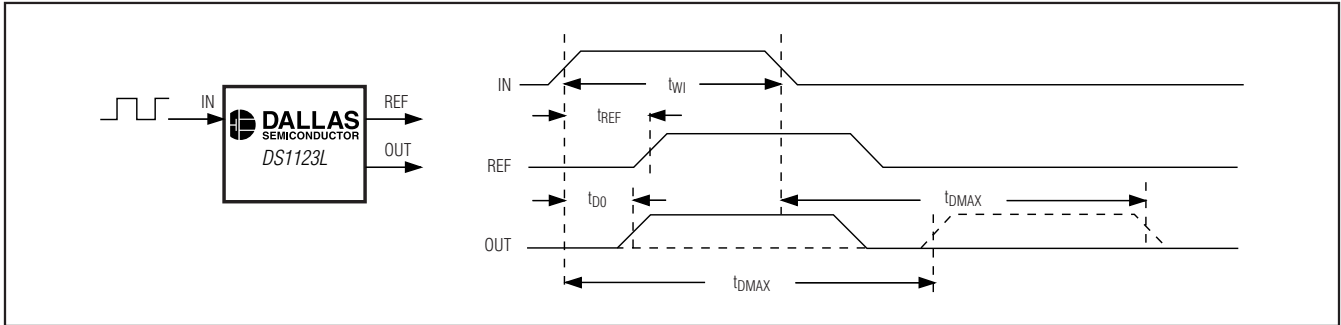 IN
REF
DALLAS
SEMICONDUCTOR
OUT
DS1123L
IN
tWI
tREF
REF
tD0
tDMAX
OUT
tDMAX